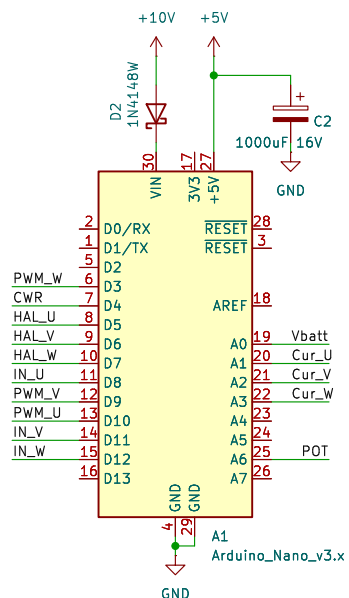 +10V +5V
D2
1N4148W
+
C2
1000uF 16V
GND
30 17 27
VIN 3V3 +5V
2 D0/RX RESET 28
1 D1/TX RESET 3
5 D2
PWM_W 6 D3
CWR 7 D4 AREF 18
HAL_U 8 D5
HAL_V 9 D6 A0 19 Vbatt
HAL_W 10 D7 A1 20 Cur_U
IN_U 11 D8 A2 21 Cur_V
PWM_V 12 D9 A3 22 Cur_W
PWM_U 13 D10 A4 23
IN_V 14 D11 A5 24
IN_W 15 D12 A6 25 POT
16 D13 A7 26
GND GND
4 29
A1
Arduino_Nano_v3.x
GND